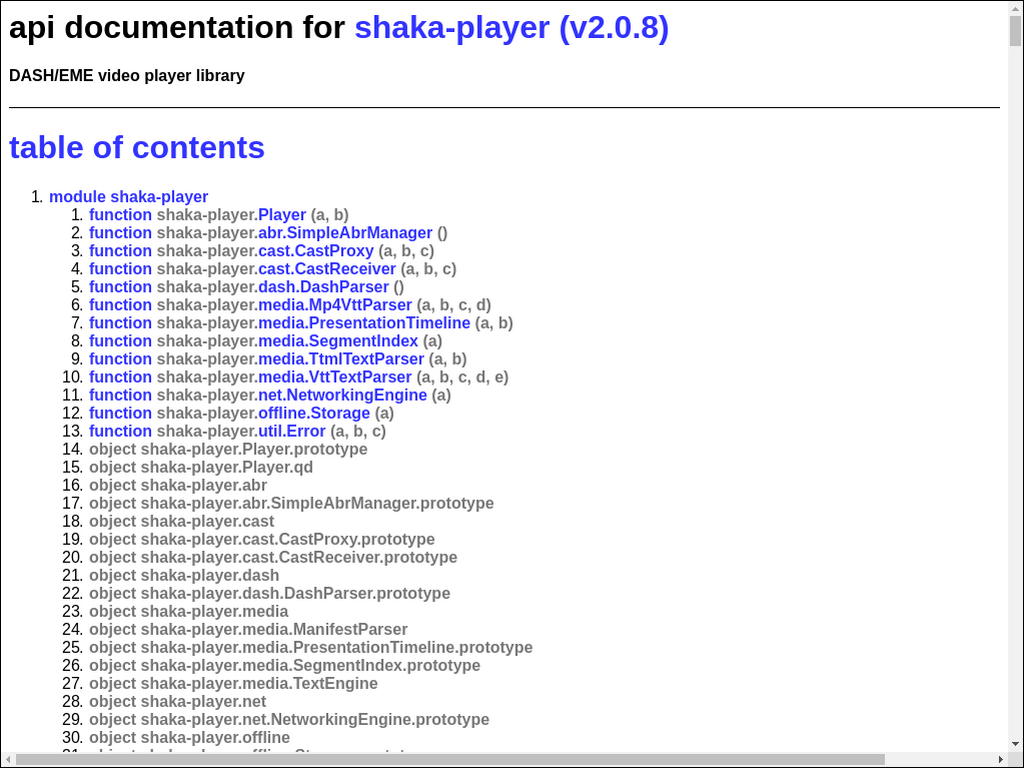 api documentation for shaka-player (v2.0.8)
DASH/EME video player library
table of contents
1. module shaka-player
1. function shaka-player.Player (a, b)
2. function shaka-player.abr.SimpleAbrManager ()
3. function shaka-player.cast.CastProxy (a, b, c)
4. function shaka-player.cast.CastReceiver (a, b, c)
5. function shaka-player.dash.DashParser ()
6. function shaka-player.media.Mp4VttParser (a, b, c, d)
7. function shaka-player.media.PresentationTimeline (a, b)
8. function shaka-player.media.SegmentIndex (a)
9. function shaka-player.media.TtmlTextParser (a, b)
10. function shaka-player.media.VttTextParser (a, b, c, d, e)
11. function shaka-player.net.NetworkingEngine (a)
12. function shaka-player.offline.Storage (a)
13. function shaka-player.util.Error (a, b, c)
14. object shaka-player.Player.prototype
15. object shaka-player.Player.qd
16. object shaka-player.abr
17. object shaka-player.abr.SimpleAbrManager.prototype
18. object shaka-player.cast
19. object shaka-player.cast.CastProxy.prototype
20. object shaka-player.cast.CastReceiver.prototype
21. object shaka-player.dash
22. object shaka-player.dash.DashParser.prototype
23. object shaka-player.media
24. object shaka-player.media.ManifestParser
25. object shaka-player.media.PresentationTimeline.prototype
26. object shaka-player.media.SegmentIndex.prototype
27. object shaka-player.media.TextEngine
28. object shaka-player.net
29. object shaka-player.net.NetworkingEngine.prototype
30. object shaka-player.offline